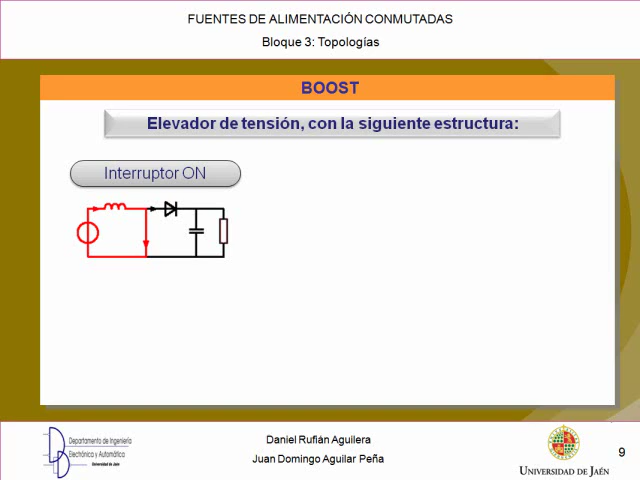 FUENTES DE ALIMENTACIÓN CONMUTADAS
Bloque 3: Topologías
BOOST
Elevador de tensión, con la siguiente estructura:
Interruptor ON
Departamento de Ingeniería
Electrónica y Automática
Universidad de Jaén
Daniel Rufián Aguilera
Juan Domingo Aguilar Peña
UNIVERSIDAD DE JAÉN
9